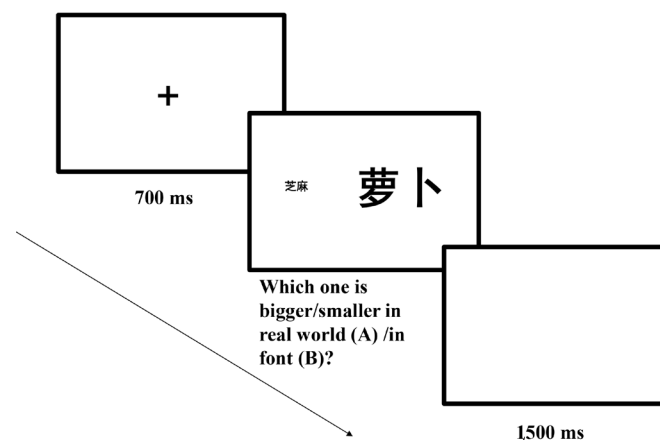 +
700 ms
芝麻 萝卜
Which one is
bigger/smaller in
real world (A) /in
font (B)?
1500 ms